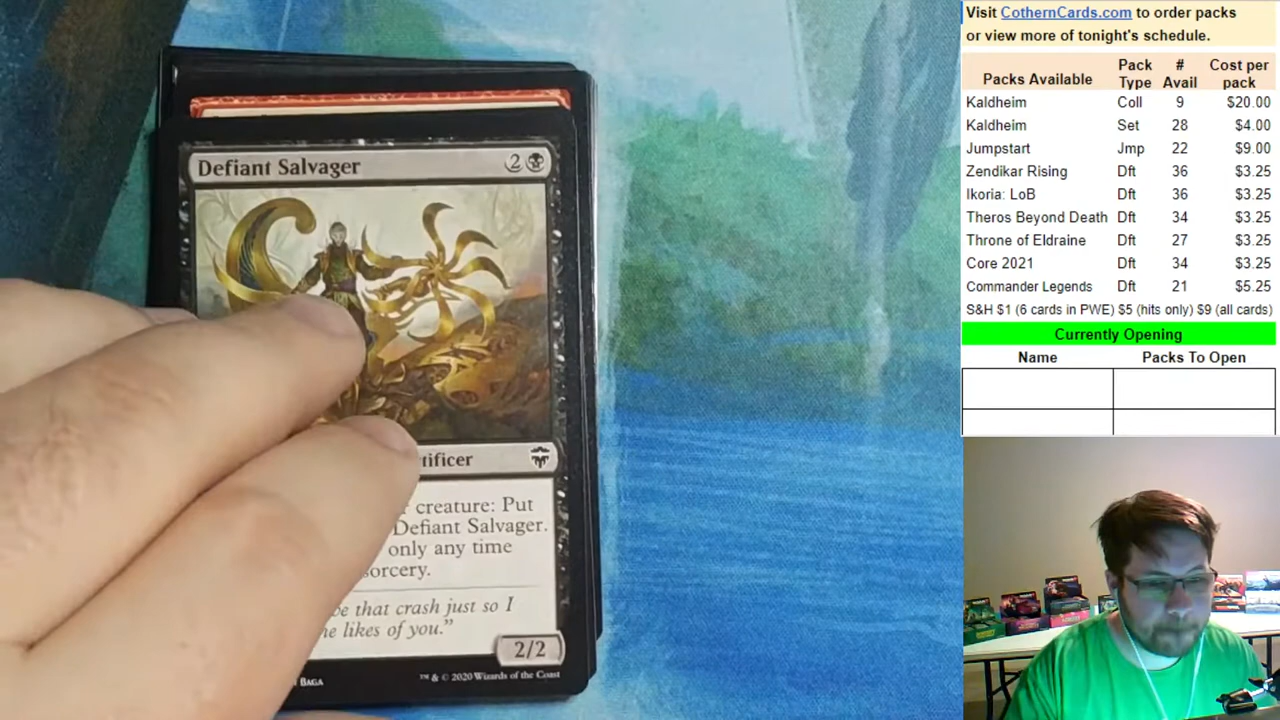 Defiant Salvager
2
tificer
creature: Put
Defiant Salvager.
only any time
sorcery.
that crash just so I
likes of you."
2/2
BAGA
™ & © 2020 Wizards of the Coast
Visit CothernCards.com to order packs
or view more of tonight's schedule.
Packs Available Pack Type # Avail Cost per pack
Kaldheim Coll 9 $20.00
Kaldheim Set 28 $4.00
Jumpstart Jmp 22 $9.00
Zendikar Rising Dft 36 $3.25
Ikoria: LoB Dft 36 $3.25
Theros Beyond Death Dft 34 $3.25
Throne of Eldraine Dft 27 $3.25
Core 2021 Dft 34 $3.25
Commander Legends Dft 21 $5.25
S&H $1 (6 cards in PWE) $5 (hits only) $9 (all cards)
Currently Opening
Name Packs To Open